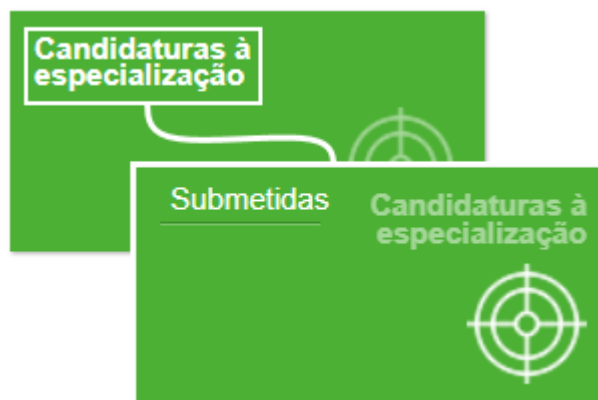 Candidaturas à
especialização
Submetidas
Candidaturas à
especialização